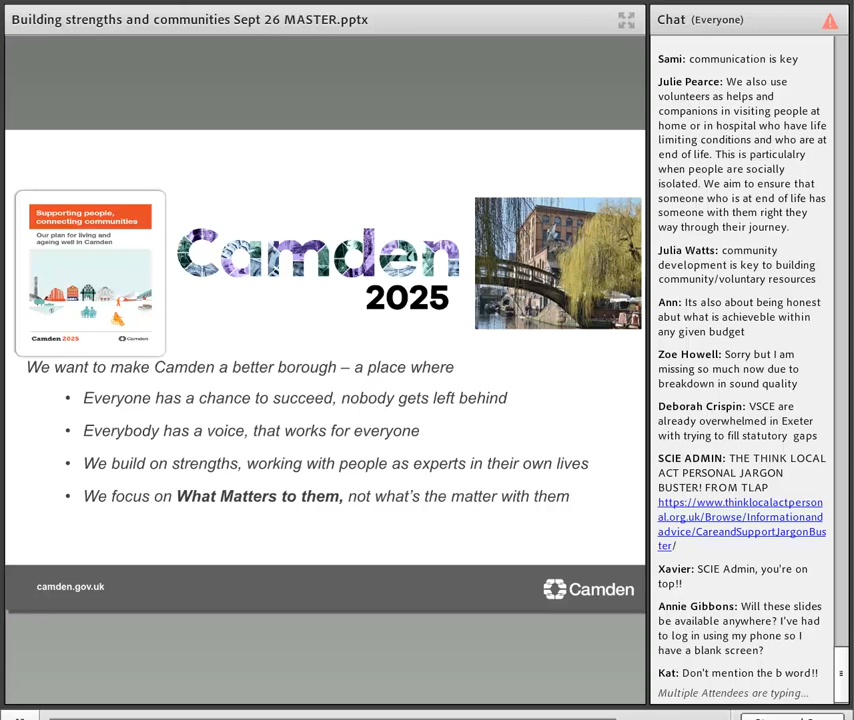 Building strengths and communities Sept 26 MASTER.pptx
Supporting people,
connecting communities
Our plan for living and
ageing well in Camden
Camden 2025
Camden
Camden
2025
We want to make Camden a better borough – a place where
• Everyone has a chance to succeed, nobody gets left behind
• Everybody has a voice, that works for everyone
• We build on strengths, working with people as experts in their own lives
• We focus on What Matters to them, not what's the matter with them
camden.gov.uk
Camden
Chat (Everyone)
Sami: communication is key
Julie Pearce: We also use
volunteers as helps and
companions in visiting people at
home or in hospital who have life
limiting conditions and who are at
end of life. This is particulalry
when people are socially
isolated. We aim to ensure that
someone who is at end of life has
someone with them right they
way through their journey.
Julia Watts: community
development is key to building
community/voluntary resources
Ann: Its also about being honest
abut what is achieveble within
any given budget
Zoe Howell: Sorry but I am
missing so much now due to
breakdown in sound quality
Deborah Crispin: VSCE are
already overwhelmed in Exeter
with trying to fill statutory gaps
SCIE ADMIN: THE THINK LOCAL
ACT PERSONAL JARGON
BUSTER! FROM TLAP
https://www.thinklocalactperson
al.org.uk/Browse/Informationand
advice/CareandSupportJargonBus
ter/
Xavier: SCIE Admin, you're on
top!!
Annie Gibbons: Will these slides
be available anywhere? I've had
to log in using my phone so I
have a blank screen?
Kat: Don't mention the b word!!
Multiple Attendees are typing...